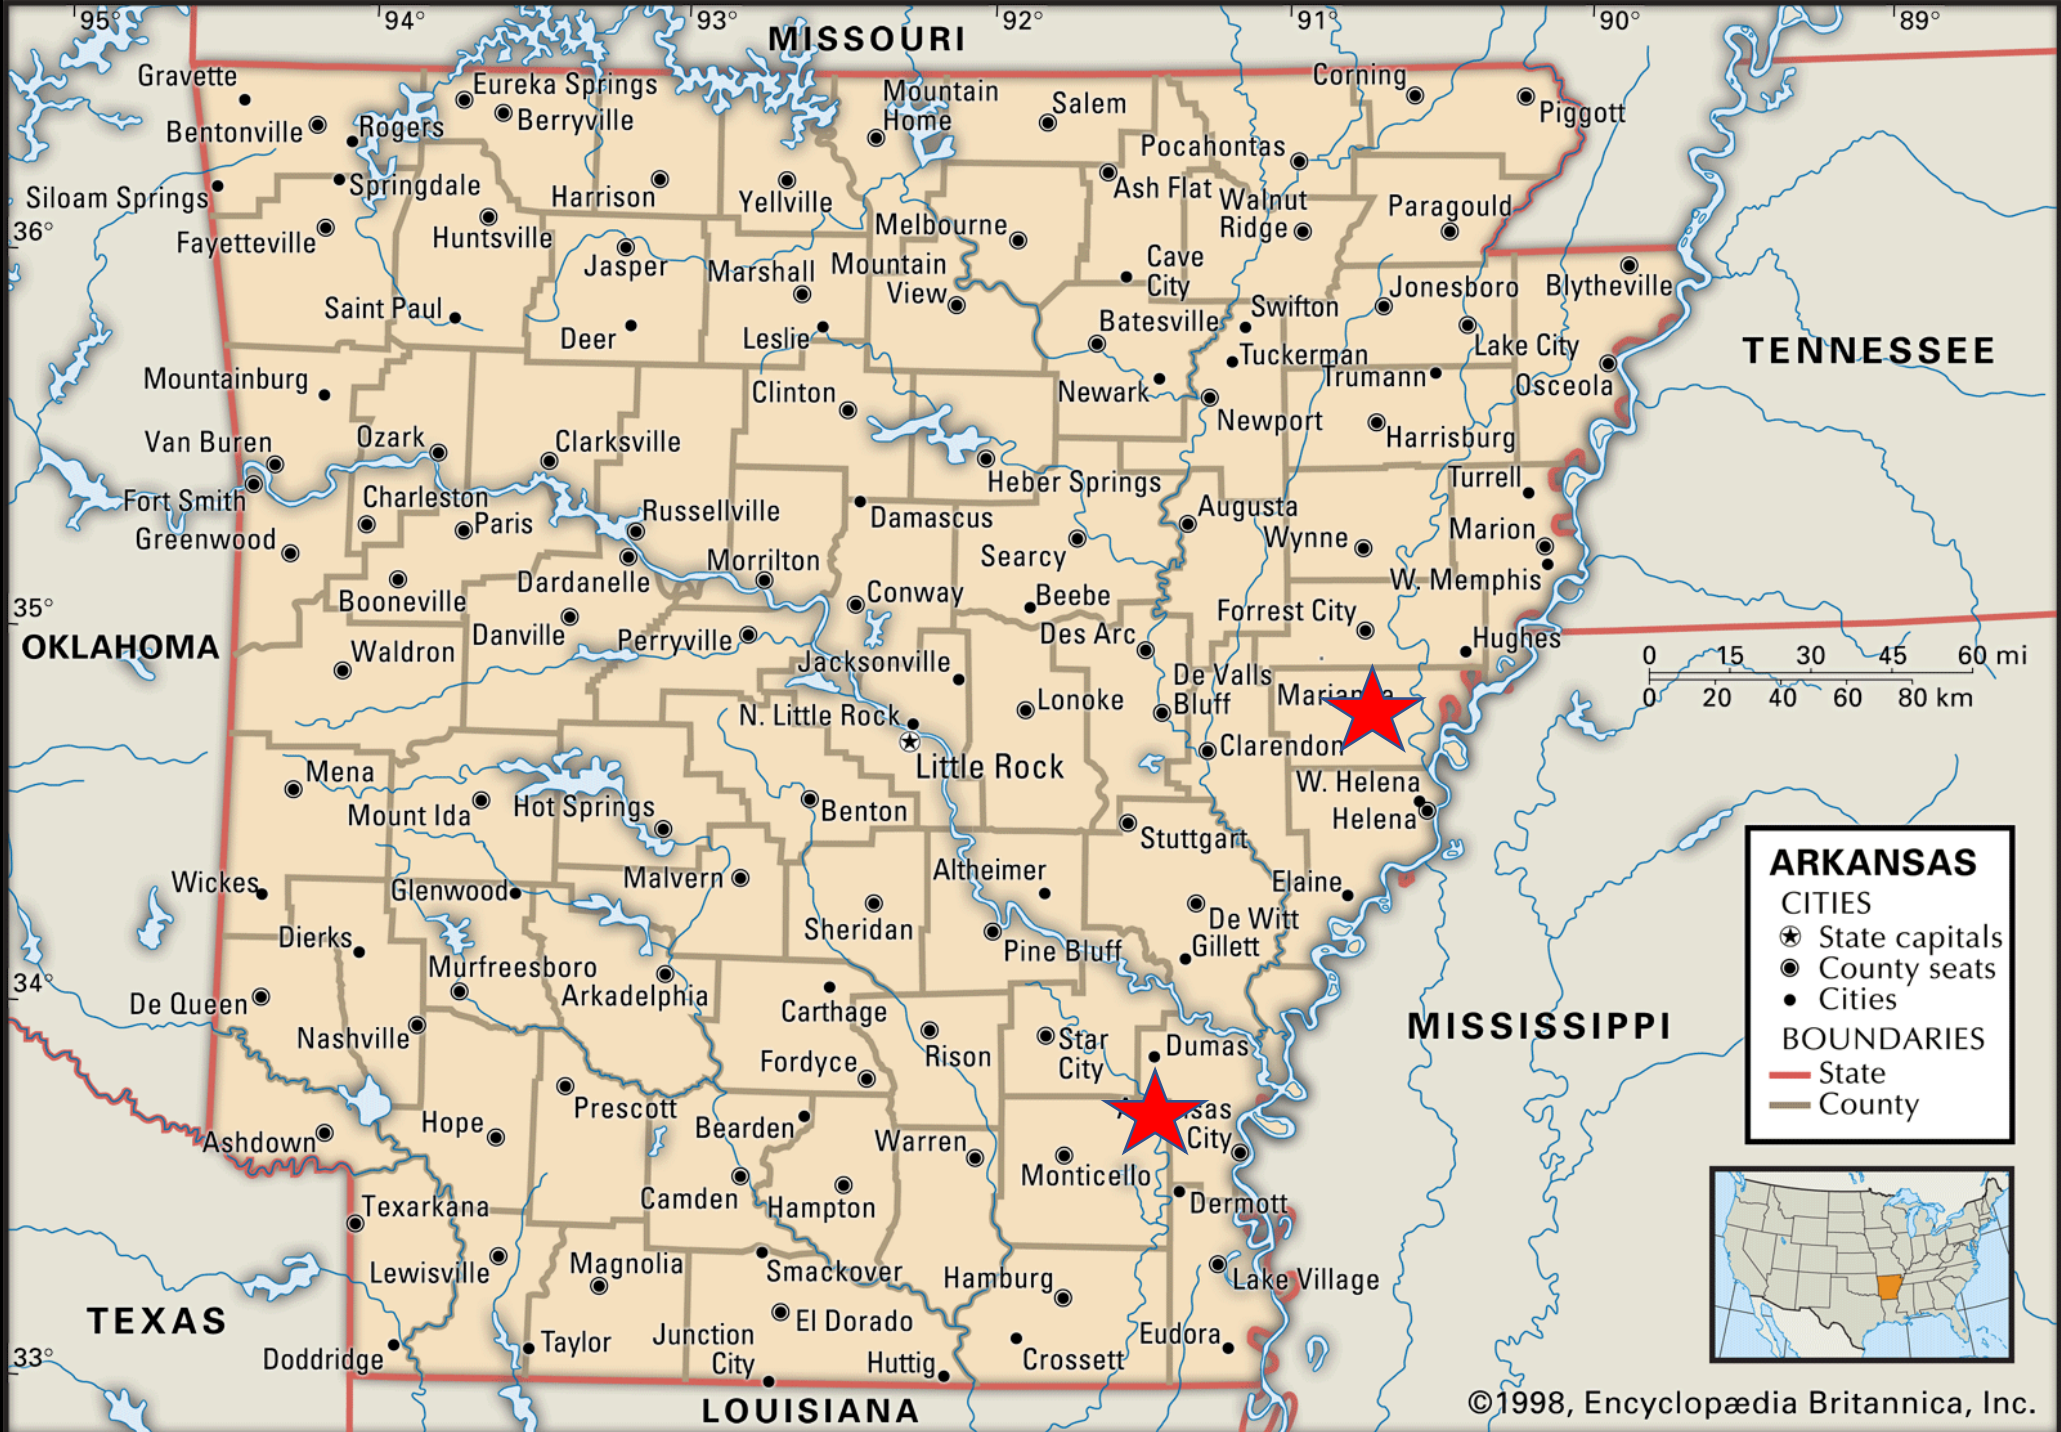 95°
94°
93°
92°
91°
90°
89°
MISSOURI
Gravette
Eureka Springs
Berryville
Bentonville
Rogers
Mountain
Home
Salem
Corning
Piggott
Pocahontas
Siloam Springs
Springdale
Harrison
Yellville
Ash Flat
Walnut
Ridge
Paragould
36°
Fayetteville
Huntsville
Jasper
Melbourne
Marshall
Mountain
View
Cave
City
Jonesboro
Blytheville
Saint Paul
Deer
Leslie
Batesville
Swifton
Tuckerman
Lake City
TENNESSEE
Mountainburg
Clinton
Newark
Trumann
Osceola
Newport
Harrisburg
Van Buren
Ozark
Clarksville
Heber Springs
Turrell
Fort Smith
Charleston
Paris
Russellville
Damascus
Augusta
Greenwood
Searcy
Wynne
Marion
Booneville
Dardanelle
Morrilton
Conway
Beebe
W. Memphis
35°
OKLAHOMA
Waldron
Danville
Perryville
Des Arc
Forrest City
Hughes
Jacksonville
De Valls
Bluff
0 15 30 45 60 mi
0 20 40 60 80 km
N. Little Rock
Lonoke
Little Rock
Clarendon
Mena
Mount Ida
Hot Springs
Benton
W. Helena
Helena
Stuttgart
Wickes
Glenwood
Malvern
Altheimer
Elaine
Sheridan
De Witt
Dierks
Pine Bluff
Gillett
34°
De Queen
Murfreesboro
Arkadelphia
Nashville
Carthage
Rison
Star
City
Dumas
MISSISSIPPI
Fordyce
Prescott
Hope
Bearden
Ashdown
Warren
Monticello
City
Texarkana
Camden
Hampton
Dermott
Lewisville
Magnolia
Smackover
Hamburg
Lake Village
TEXAS
El Dorado
33°
Doddridge
Taylor
Junction
City
Huttig
Crossett
Eudora
LOUISIANA
ARKANSAS
CITIES
State capitals
County seats
Cities
BOUNDARIES
State
County
©1998, Encyclopædia Britannica, Inc.